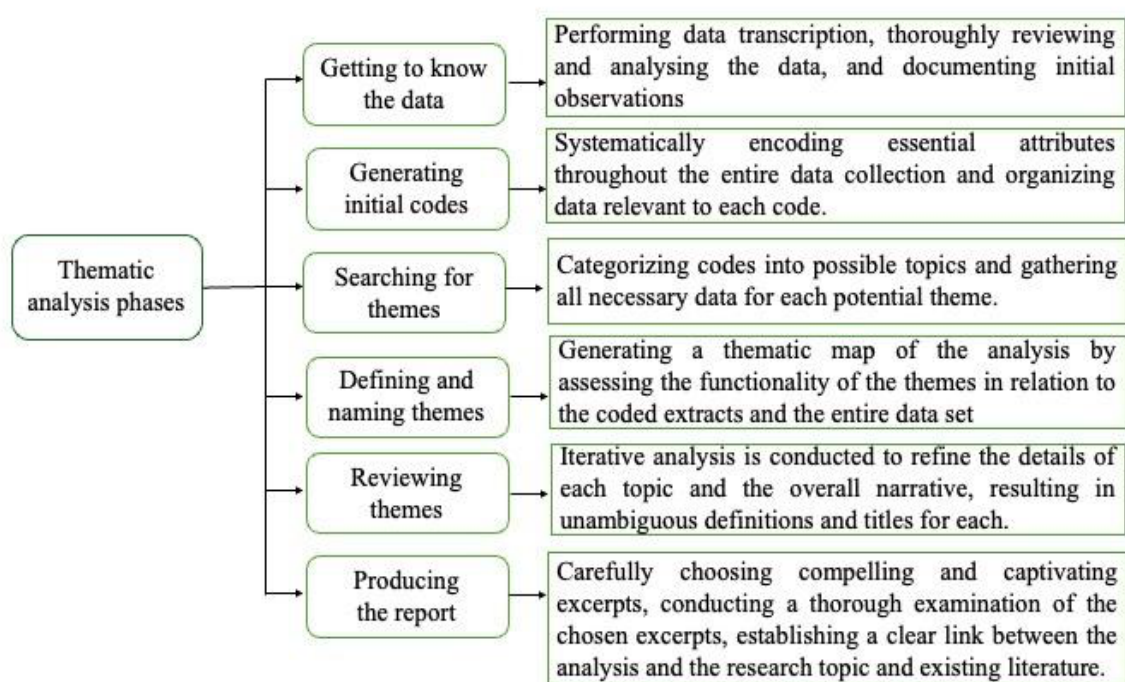 Thematic
analysis phases
Getting to know
the data
Performing data transcription, thoroughly reviewing
and analysing the data, and documenting initial
observations
Generating
initial codes
Systematically encoding essential attributes
throughout the entire data collection and organizing
data relevant to each code.
Searching for
themes
Categorizing codes into possible topics and gathering
all necessary data for each potential theme.
Defining and
naming themes
Generating a thematic map of the analysis by
assessing the functionality of the themes in relation to
the coded extracts and the entire data set
Reviewing
themes
Iterative analysis is conducted to refine the details of
each topic and the overall narrative, resulting in
unambiguous definitions and titles for each.
Producing
the report
Carefully choosing compelling and captivating
excerpts, conducting a thorough examination of the
chosen excerpts, establishing a clear link between the
analysis and the research topic and existing literature.